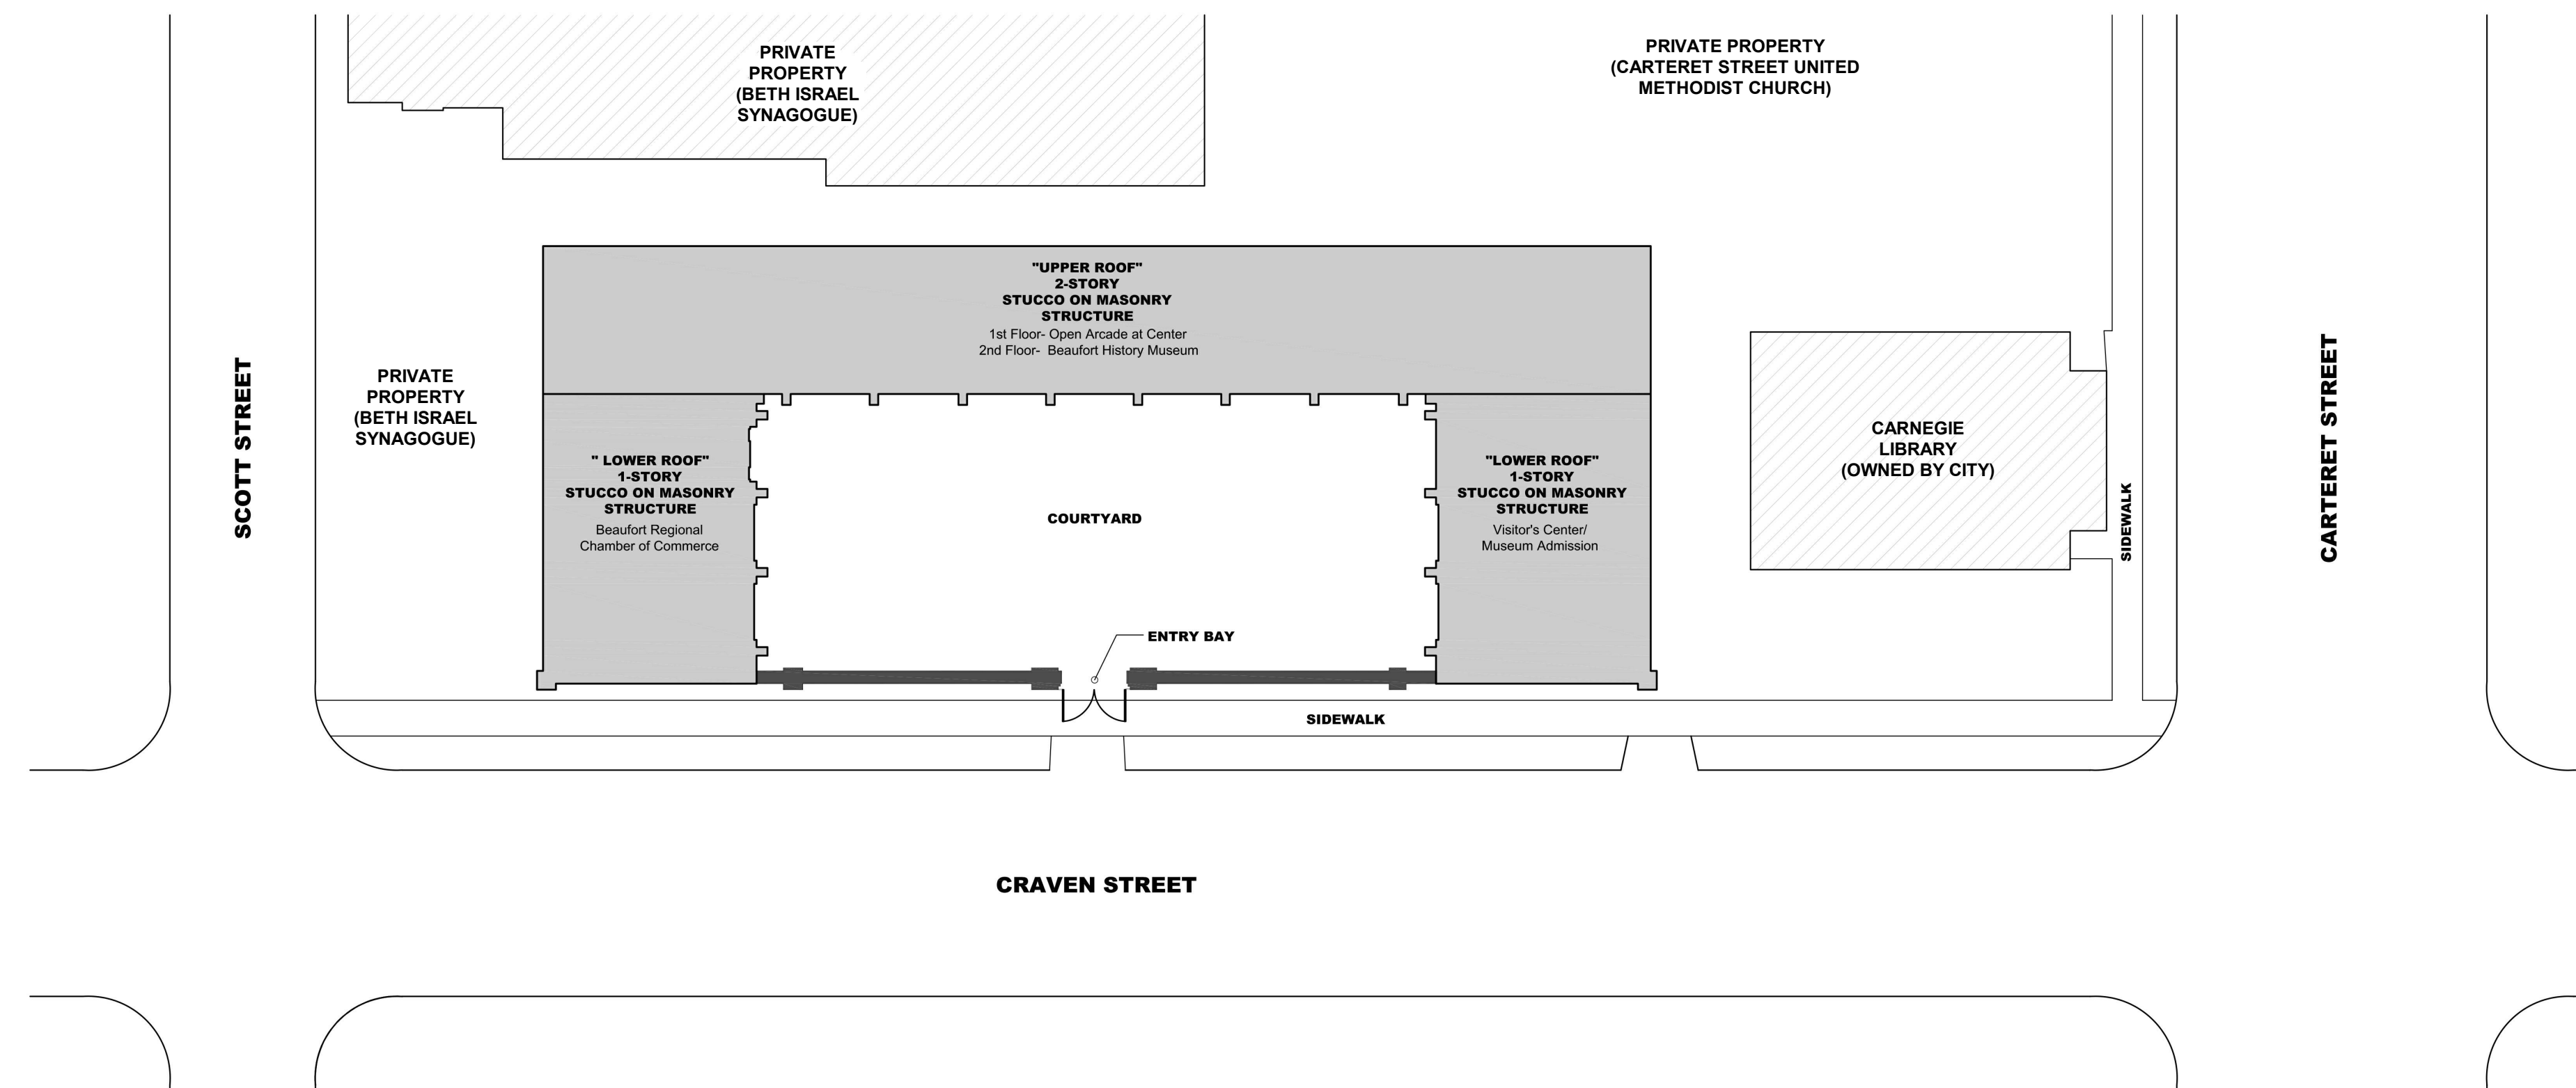 PRIVATE
PROPERTY
(BETH ISRAEL
SYNAGOGUE)
PRIVATE PROPERTY
(CARTERET STREET UNITED
METHODIST CHURCH)
"UPPER ROOF"
2-STORY
STUCCO ON MASONRY
STRUCTURE
1st Floor- Open Arcade at Center
2nd Floor- Beaufort History Museum
SCOTT STREET
PRIVATE
PROPERTY
(BETH ISRAEL
SYNAGOGUE)
" LOWER ROOF"
1-STORY
STUCCO ON MASONRY
STRUCTURE
Beaufort Regional
Chamber of Commerce
COURTYARD
"LOWER ROOF"
1-STORY
STUCCO ON MASONRY
STRUCTURE
Visitor's Center/
Museum Admission
CARNEGIE
LIBRARY
(OWNED BY CITY)
SIDEWALK
CARTERET STREET
ENTRY BAY
SIDEWALK
CRAVEN STREET